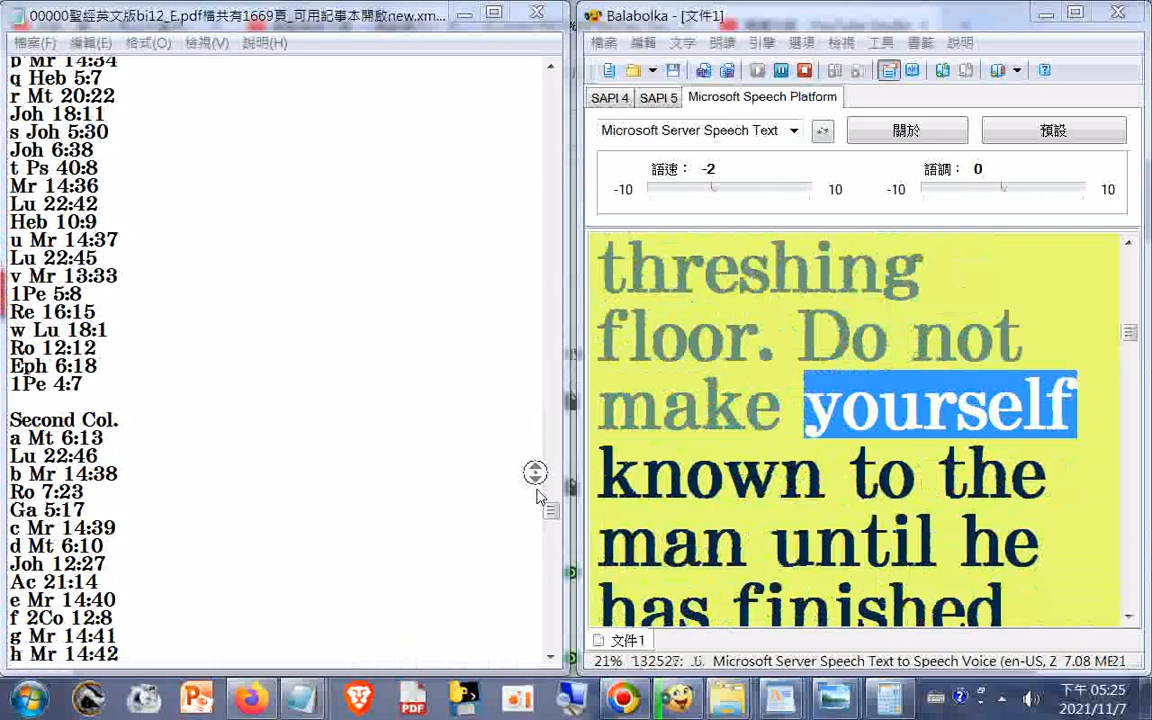 00000聖經英文版bi12_E.pdf檔共有1669頁_可用記事本開啟new.xm...
檔案(F) 編輯(E) 格式(O) 檢視(V) 說明(H)
p Mr 14:34
q Heb 5:7
r Mt 20:22
Joh 18:11
s Joh 5:30
Joh 6:38
t Ps 40:8
Mr 14:36
Lu 22:42
Heb 10:9
u Mr 14:37
Lu 22:45
v Mr 13:33
1Pe 5:8
Re 16:15
w Lu 18:1
Ro 12:12
Eph 6:18
1Pe 4:7
Second Col.
a Mt 6:13
Lu 22:46
b Mr 14:38
Ro 7:23
Ga 5:17
c Mr 14:39
d Mt 6:10
Joh 12:27
Ac 21:14
e Mr 14:40
f 2Co 12:8
g Mr 14:41
h Mr 14:42
Balabolka - [文件1]
檔案 編輯 文字 朗讀 引擎 選項 檢視 工具 書籤 說明
SAPI 4 SAPI 5 Microsoft Speech Platform
Microsoft Server Speech Text 關於 預設
語速： -2 語調： 0
-10 10 -10 10
threshing
floor. Do not
make yourself
known to the
man until he
has finished
文件1
21% Microsoft Server Speech Text to Speech Voice (en-US, Z 7.08 ME21
下午 05:25
2021/11/7